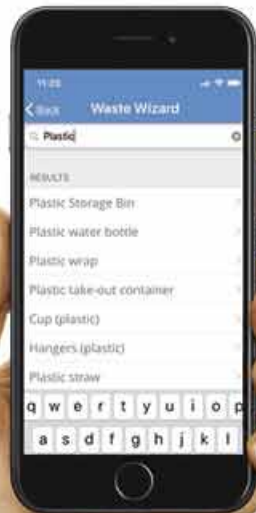 11:20
Back Waste Wizard
Plastic
RESULTS
Plastic Storage Bin
Plastic water bottle
Plastic wrap
Plastic take-out container
Cup (plastic)
Hangers (plastic)
Plastic straw
q w e r t y u i o p
a s d f g h j k l